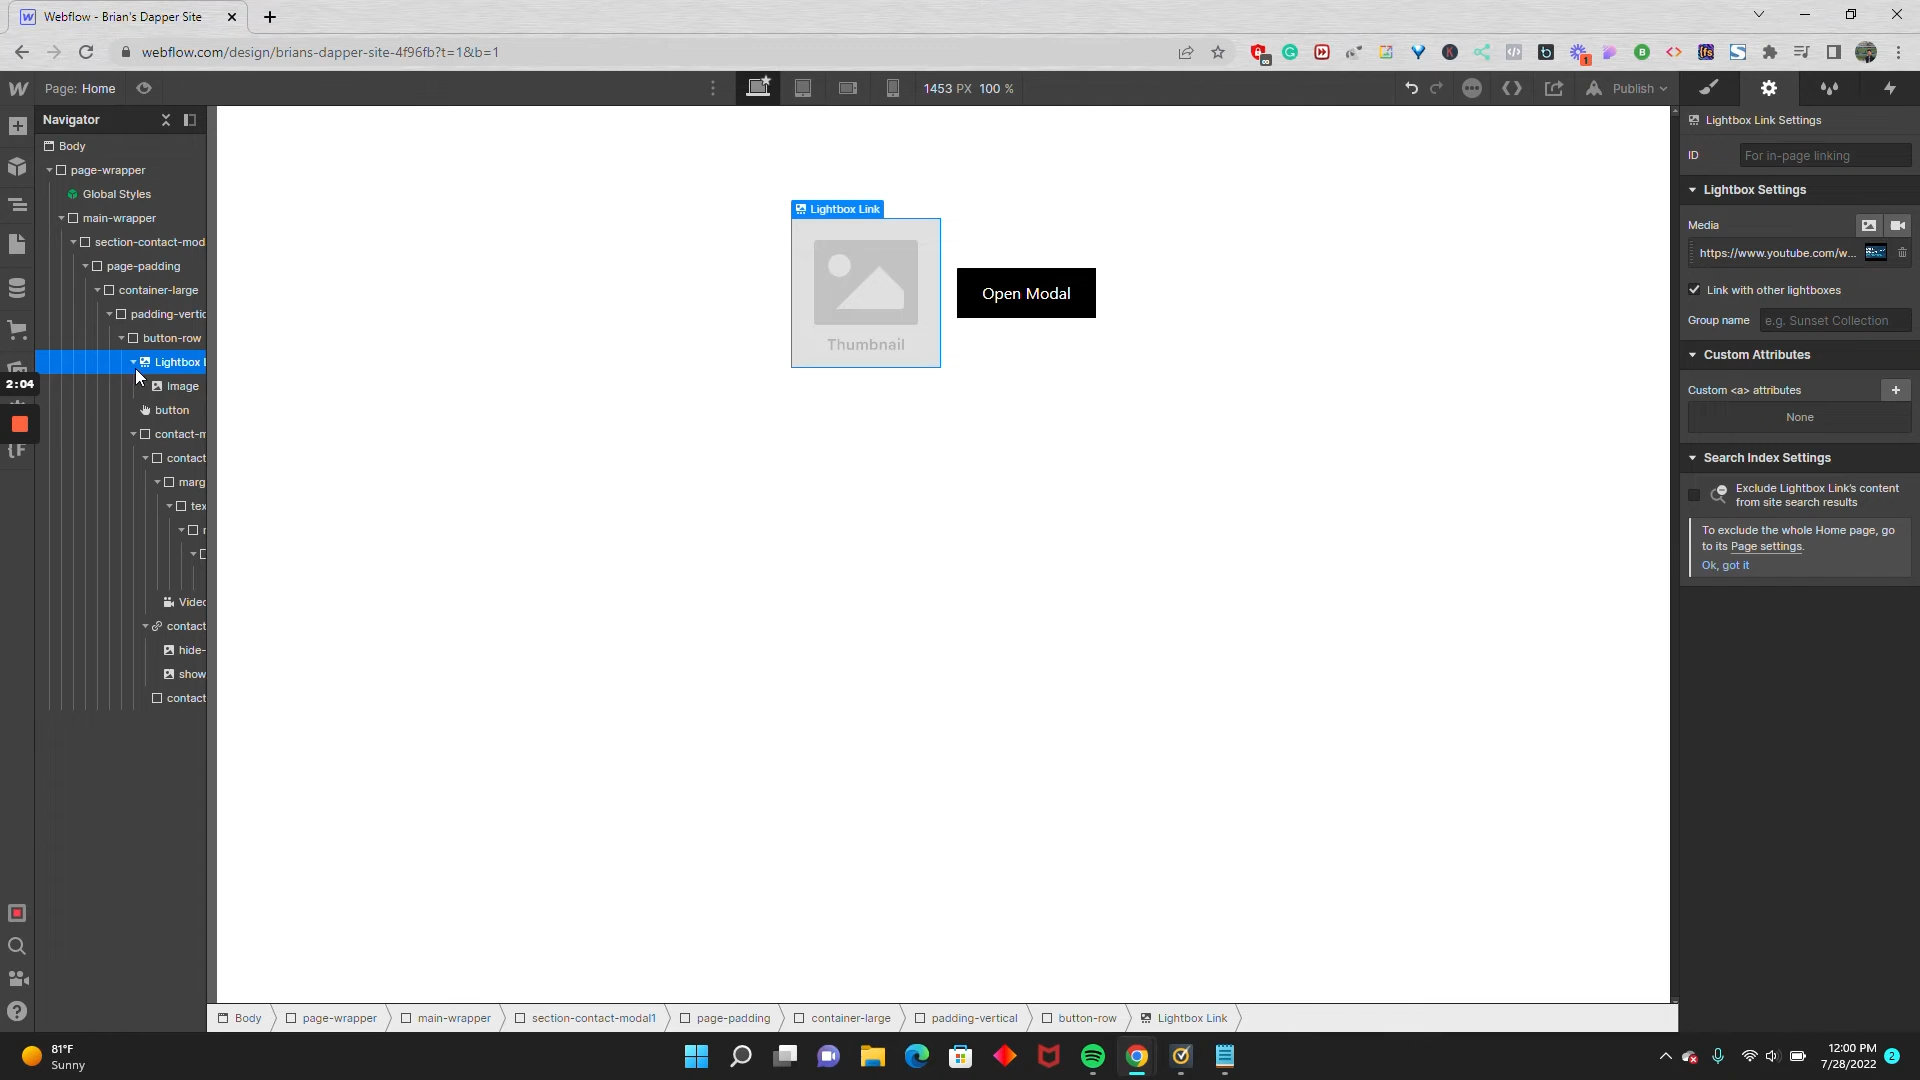 Webflow - Brian's Dapper Site
webflow.com/design/brians-dapper-site-4f96fb?t=1&b=1
Page: Home
1453 PX 100 %
Publish
Navigator
Body
page-wrapper
Global Styles
main-wrapper
section-contact-mod
page-padding
container-large
padding-vertic
button-row
Lightbox L
Image
button
contact-m
contact
marg
tex
Video
contact
hide-
show
contact
2:04
Lightbox Link
Thumbnail
Open Modal
Lightbox Link Settings
ID
For in-page linking
Lightbox Settings
Media
https://www.youtube.com/w...
Link with other lightboxes
Group name
e.g. Sunset Collection
Custom Attributes
Custom <a> attributes
None
Search Index Settings
Exclude Lightbox Link's content
from site search results
To exclude the whole Home page, go
to its Page settings.
Ok, got it
Body
page-wrapper
main-wrapper
section-contact-modal1
page-padding
container-large
padding-vertical
button-row
Lightbox Link
81°F
Sunny
12:00 PM
7/28/2022
2